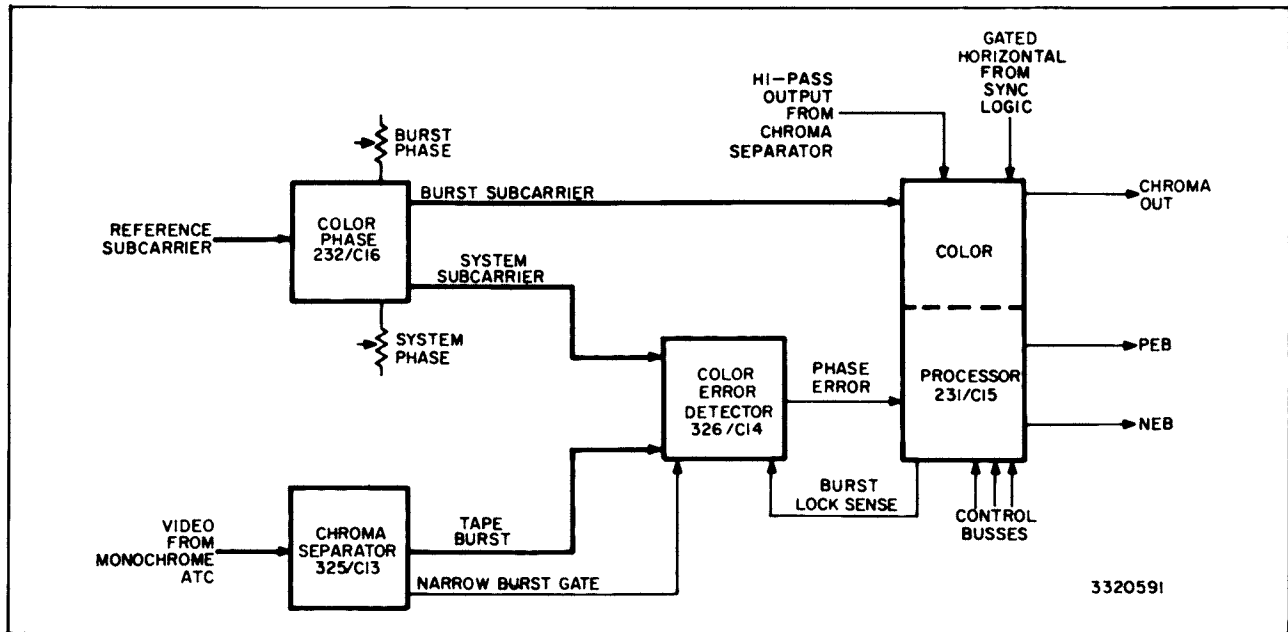 GATED
HORIZONTAL
FROM
SYNC
LOGIC
HI-PASS
OUTPUT
FROM
CHROMA
SEPARATOR
BURST
PHASE
BURST SUBCARRIER
CHROMA
OUT
REFERENCE
SUBCARRIER
COLOR
PHASE
232/C16
COLOR
SYSTEM
SUBCARRIER
SYSTEM
PHASE
COLOR
ERROR
DETECTOR
326/C14
PHASE
ERROR
PROCESSOR
231/C15
PEB
NEB
BURST
LOCK SENSE
CONTROL
BUSSES
VIDEO
FROM
MONOCHROME
ATC
CHROMA
SEPARATOR
325/C13
TAPE
BURST
NARROW BURST GATE
3320591